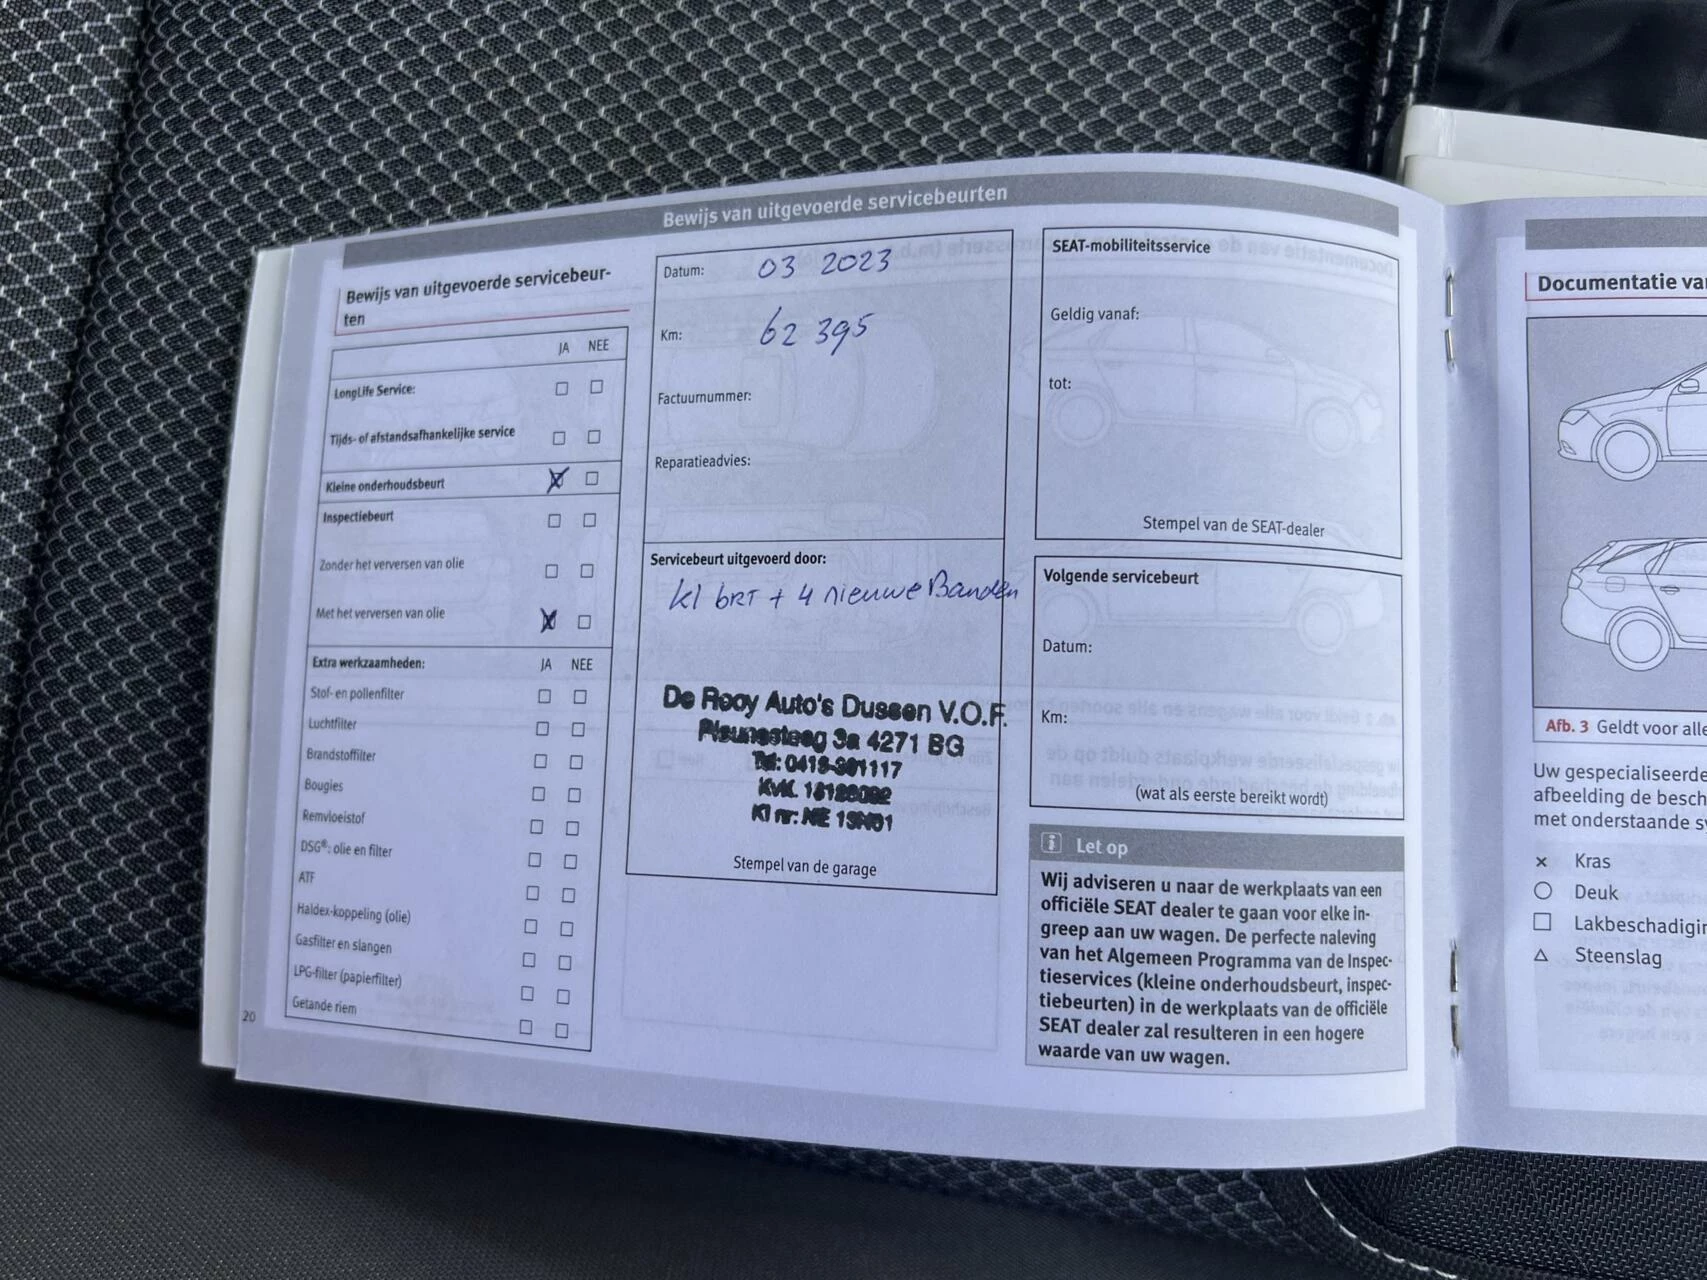 Bewijs van uitgevoerde servicebeurten
Bewijs van uitgevoerde servicebeur-
ten
JA NEE
LongLife Service:
Tijds- of afstandsafhankelijke service
Kleine onderhoudsbeurt
Inspectiebeurt
Zonder het verversen van olie
Met het verversen van olie
Extra werkzaamheden: JA NEE
Stof- en pollenfilter
Luchtfilter
Brandstoffilter
Bougies
Remvloeistof
DSG®: olie en filter
ATF
Haldex-koppeling (olie)
Gasfilter en slangen
LPG-filter (papierfilter)
Getande riem
20
Datum: 03 2023
Km: 62 395
Factuurnummer:
Reparatieadvies:
Servicebeurt uitgevoerd door:
kl BRT + 4 nieuwe Banden
De Rooy Auto's Dussen V.O.F.
3a 4271 BG
Stempel van de garage
SEAT-mobiliteitsservice
Geldig vanaf:
tot:
Stempel van de SEAT-dealer
Volgende servicebeurt
Datum:
Km:
(wat als eerste bereikt wordt)
Let op
Wij adviseren u naar de werkplaats van een
officiële SEAT dealer te gaan voor elke in-
greep aan uw wagen. De perfecte naleving
van het Algemeen Programma van de Inspec-
tieservices (kleine onderhoudsbeurt, inspec-
tiebeurten) in de werkplaats van de officiële
SEAT dealer zal resulteren in een hogere
waarde van uw wagen.
Documentatie va
Afb. 3 Geldt voor alle
Uw gespecialiseerde
afbeelding de besch
met onderstaande
x Kras
Deuk
Lakbeschadigin
Steenslag